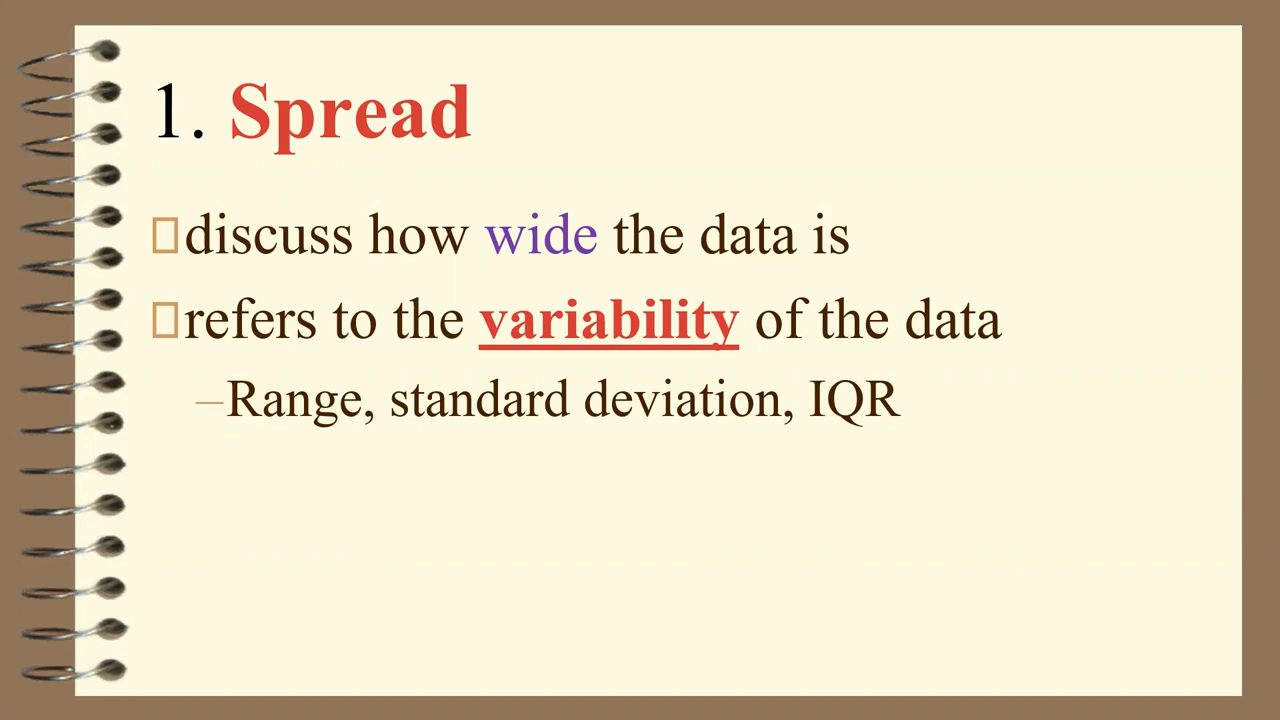 1. Spread
discuss how wide the data is
refers to the variability of the data
–Range, standard deviation, IQR